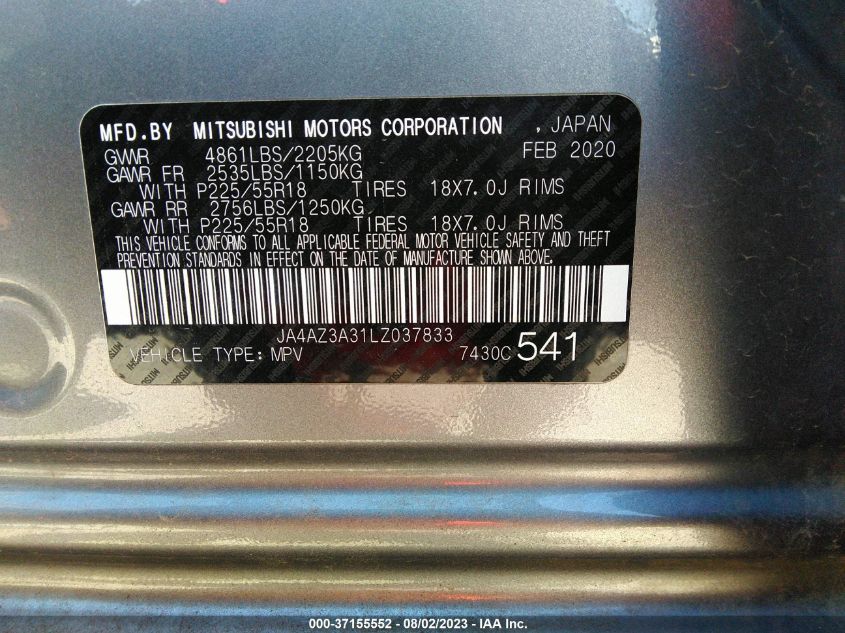 MFD.BY MITSUBISHI MOTORS CORPORATION , JAPAN
GVWR 4861LBS/2205KG FEB 2020
GAWR FR 2535LBS/1150KG
WITH P225/55R18 TIRES 18X7.0J RIMS
GAWR RR 2756LBS/1250KG
WITH P225/55R18 TIRES 18X7.0J RIMS
THIS VEHICLE CONFORMS TO ALL APPLICABLE FEDERAL MOTOR VEHICLE SAFETY AND THEFT
PREVENTION STANDARDS IN EFFECT ON THE DATE OF MANUFACTURE SHOWN ABOVE.
JA4AZ3A31LZ037833
VEHICLE TYPE: MPV 7430C 541
000-37155552 - 08/02/2023 - © IAA Inc.